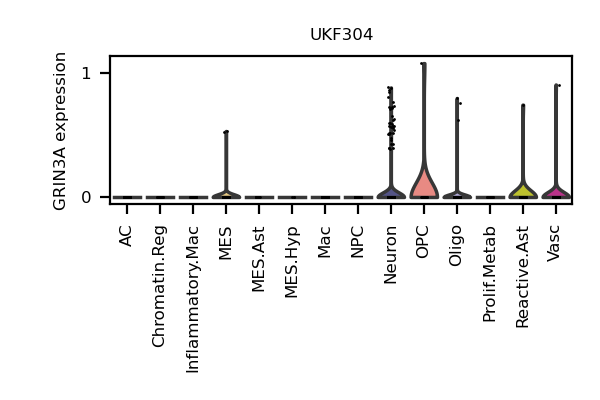 UKF304
GRIN3A expression
1
0
AC
Chromatin.Reg
Inflammatory.Mac
MES
MES.Ast
MES.Hyp
Mac
NPC
Neuron
OPC
Oligo
Prolif.Metab
Reactive.Ast
Vasc